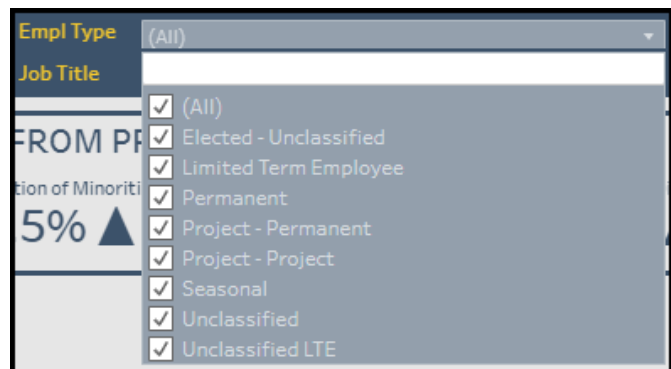 Empl Type (All)
Job Title
(All)
FROM
Elected - Unclassified
Limited Term Employee
tion of Minoriti
Permanent
.5% ▲
Project - Permanent
Project - Project
Seasonal
Unclassified
Unclassified LTE